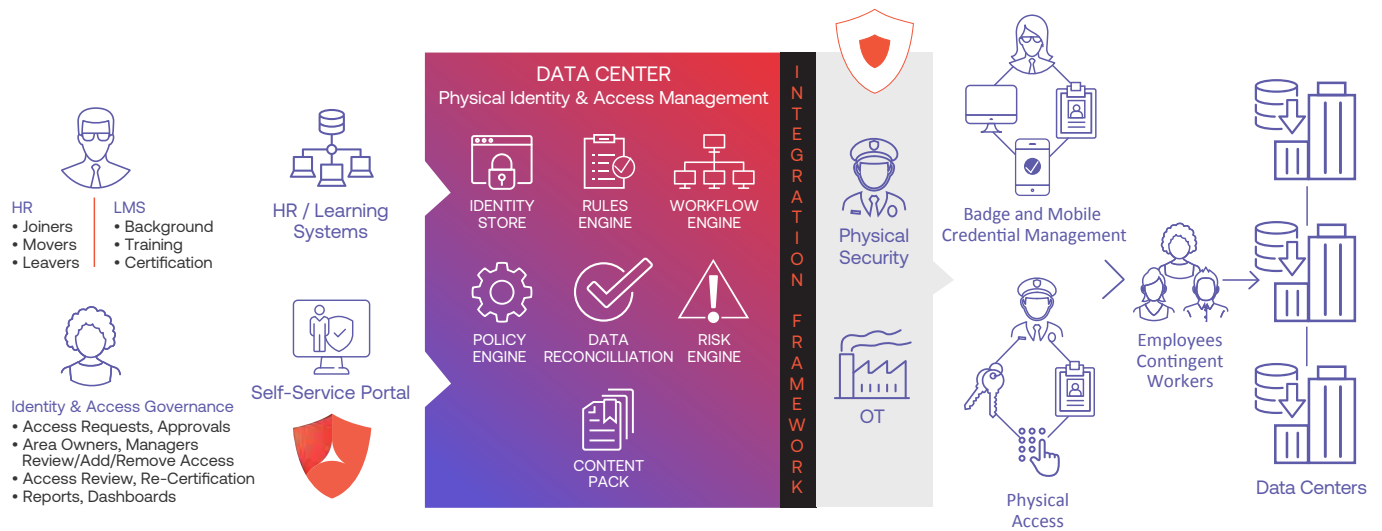 HR
• Joiners
• Movers
• Leavers
LMS
• Background
• Training
• Certification
HR / Learning
Systems
Identity & Access Governance
• Access Requests, Approvals
• Area Owners, Managers
Review/Add/Remove Access
• Access Review, Re-Certification
• Reports, Dashboards
Self-Service Portal
DATA CENTER
Physical Identity & Access Management
IDENTITY
STORE
RULES
ENGINE
WORKFLOW
ENGINE
POLICY
ENGINE
DATA
RECONCILLIATION
RISK
ENGINE
CONTENT
PACK
INTEGRATION FRAMEWORK
Physical
Security
OT
Badge and Mobile
Credential Management
Physical
Access
Employees
Contingent
Workers
Data Centers